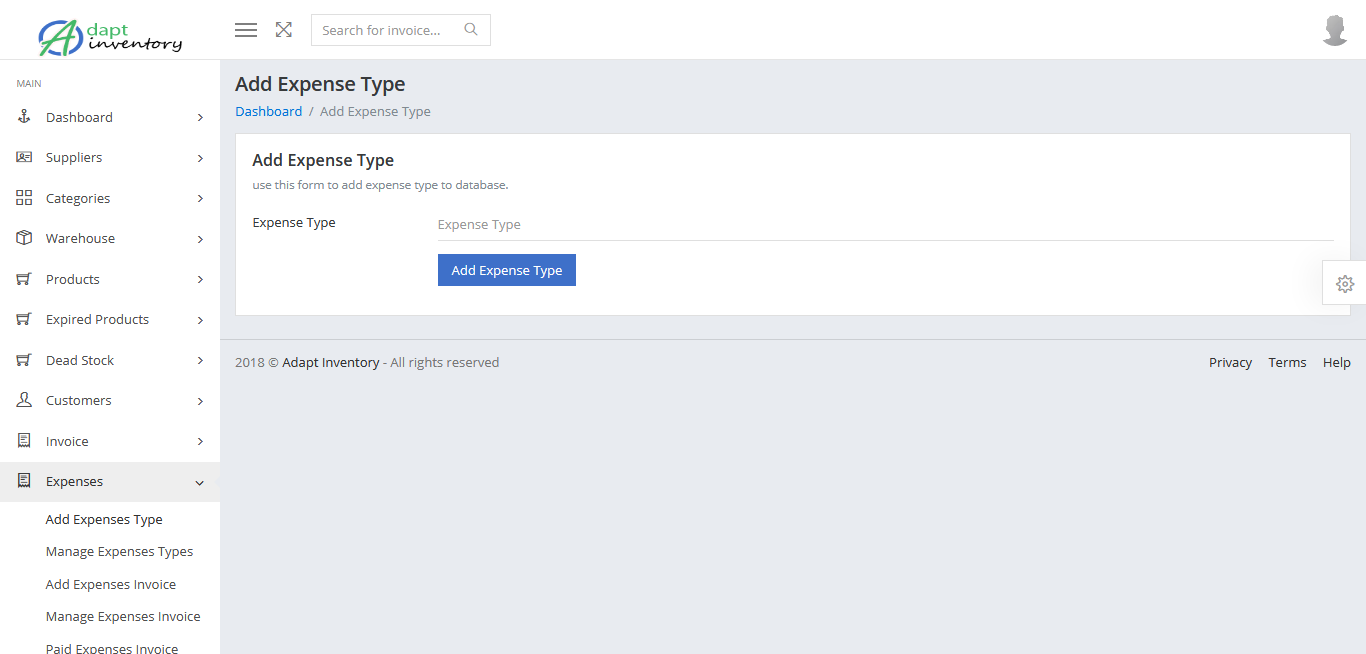 Adapt
inventory
Search for invoice...
MAIN
Dashboard
Suppliers
Categories
Warehouse
Products
Expired Products
Dead Stock
Customers
Invoice
Expenses
Add Expenses Type
Manage Expenses Types
Add Expenses Invoice
Manage Expenses Invoice
Paid Expenses Invoice
Add Expense Type
Dashboard / Add Expense Type
Add Expense Type
use this form to add expense type to database.
Expense Type
Expense Type
Add Expense Type
2018 © Adapt Inventory - All rights reserved
Privacy Terms Help